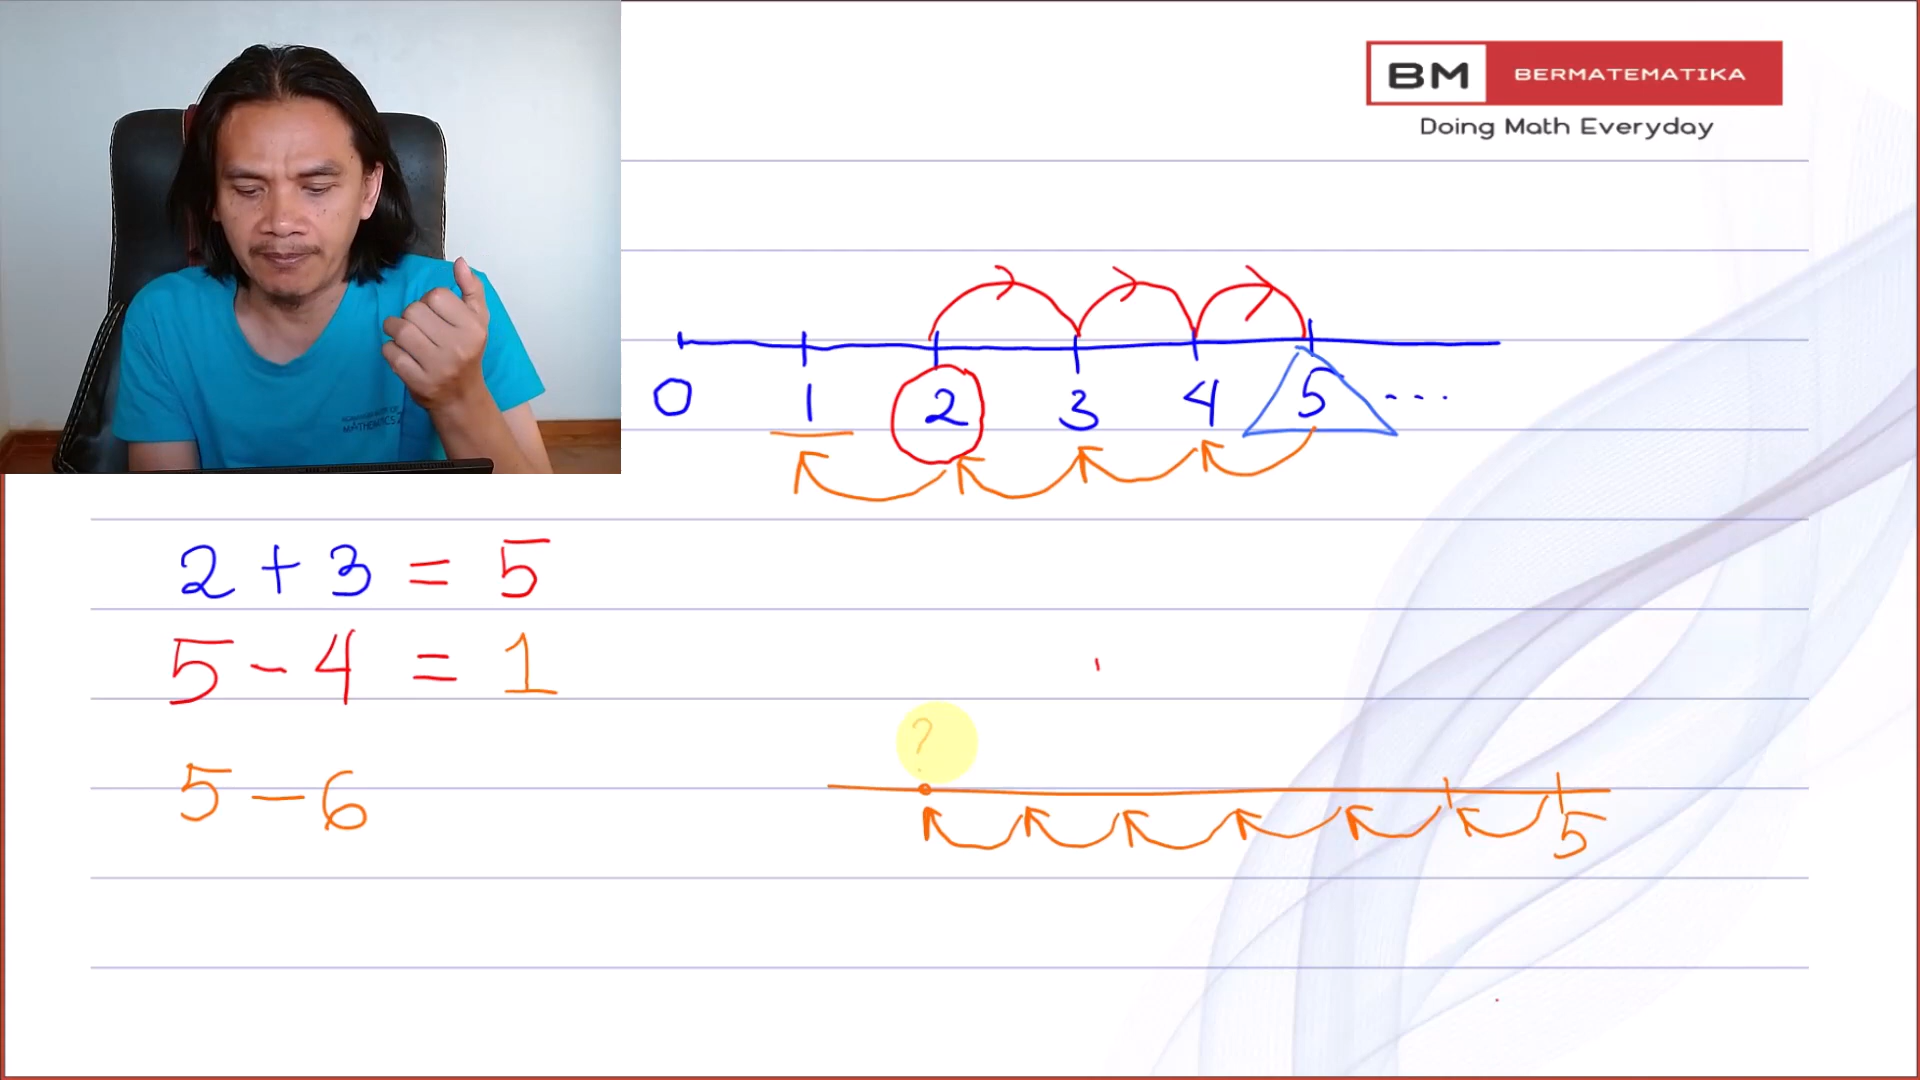 BM BERMATEMATIKA
Doing Math Everyday
0 1 2 3 4 5 ...
MATHEMATICS
2 + 3 = 5
5 - 4 = 1
?
5 - 6
5